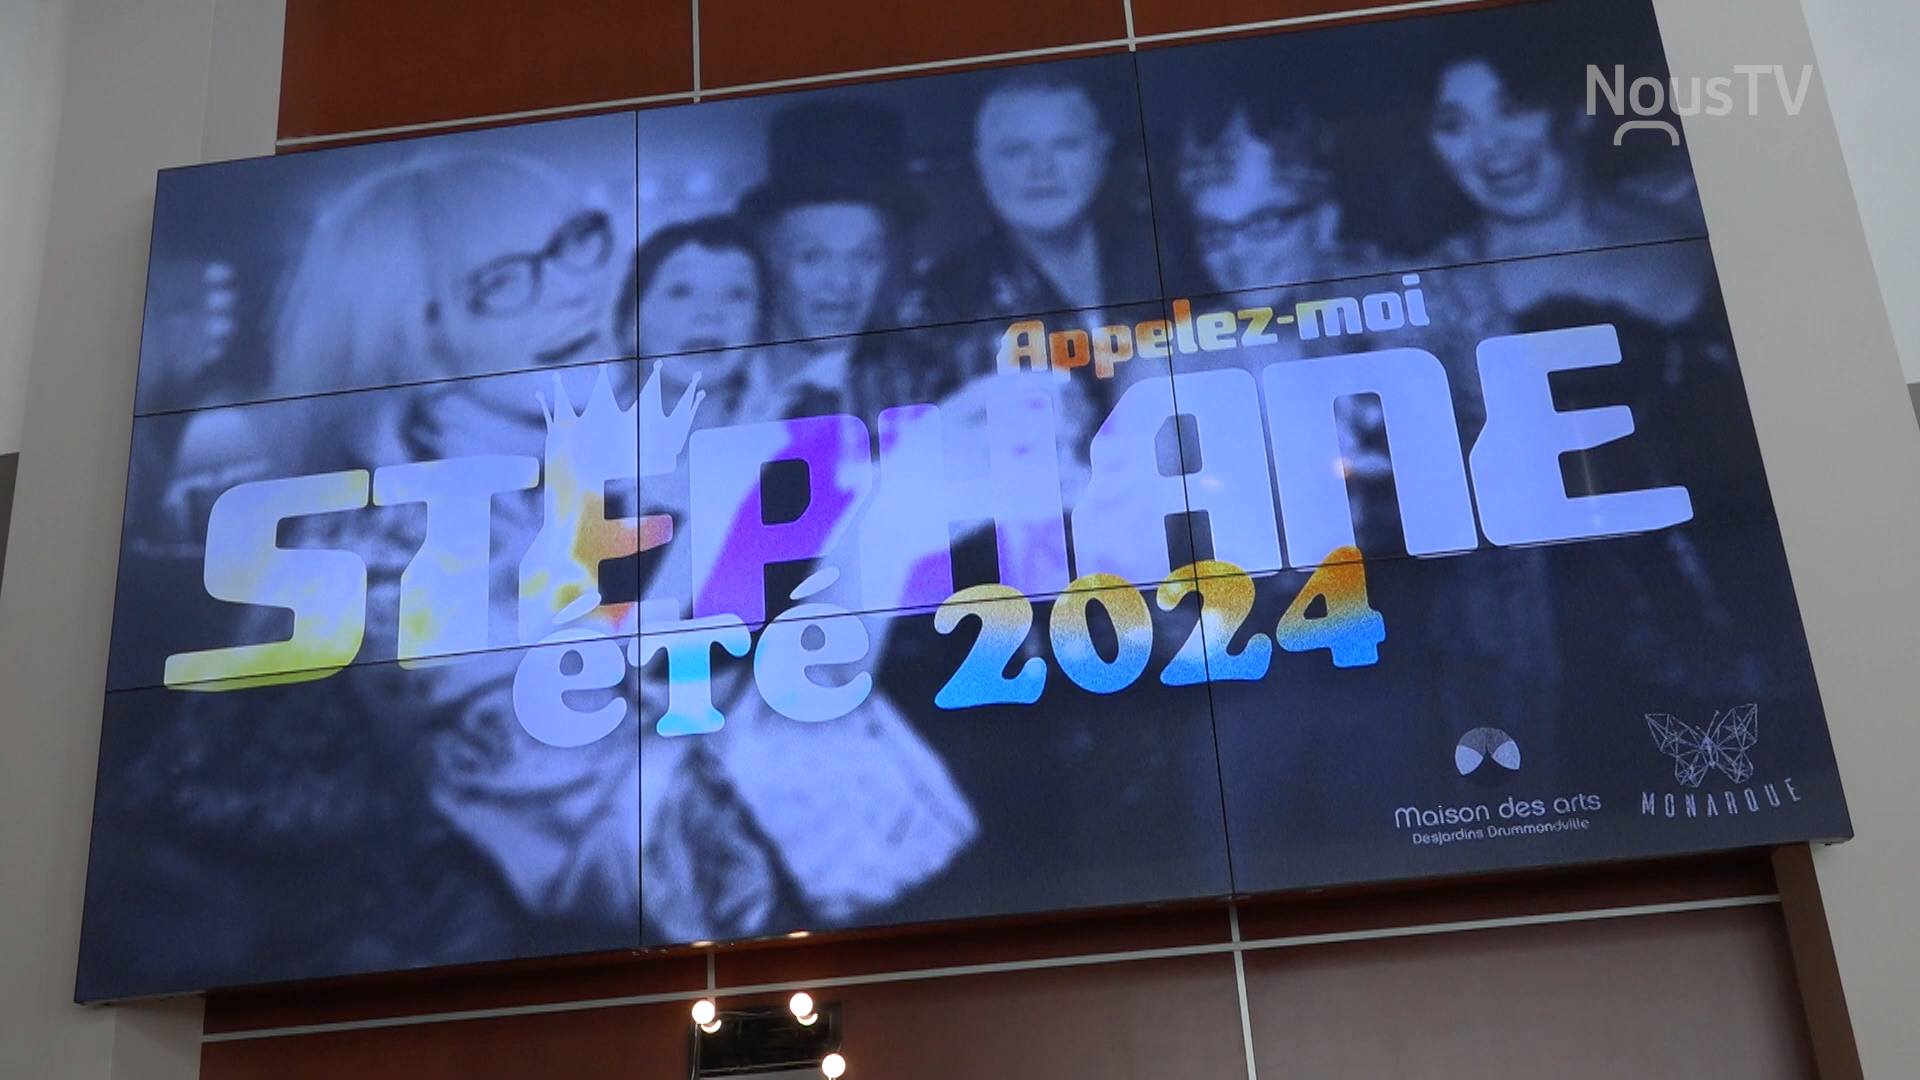 NousTV
Appelez-moi
STEPHANE
éTé 2024
Maison des arts
Desjardins Drummondville
MONARQUE